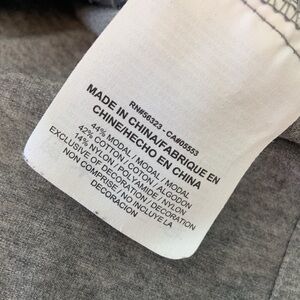 RN#56323 - CA#05553
MADE IN CHINA/FABRIQUE EN
CHINE/HECHO EN CHINA
44% MODAL / MODAL / MODAL
42% COTTON / COTON / ALGODON
14% NYLON / POLYAMIDE / NYLON
EXCLUSIVE OF DECORATION / DECORATION
NON COMPRISE / NO INCLUYE LA
DECORACION